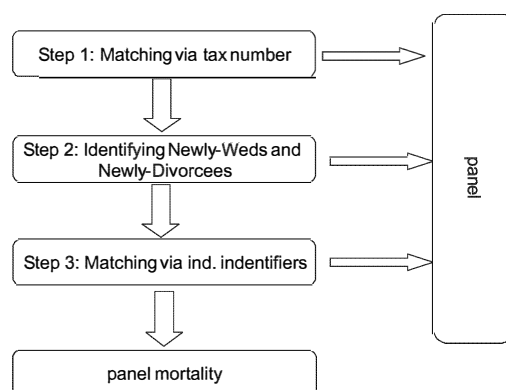 Step 1: Matching via tax number
Step 2: Identifying Newly-Weds and
Newly-Divorcees
Step 3: Matching via ind. indentifiers
panel mortality
panel